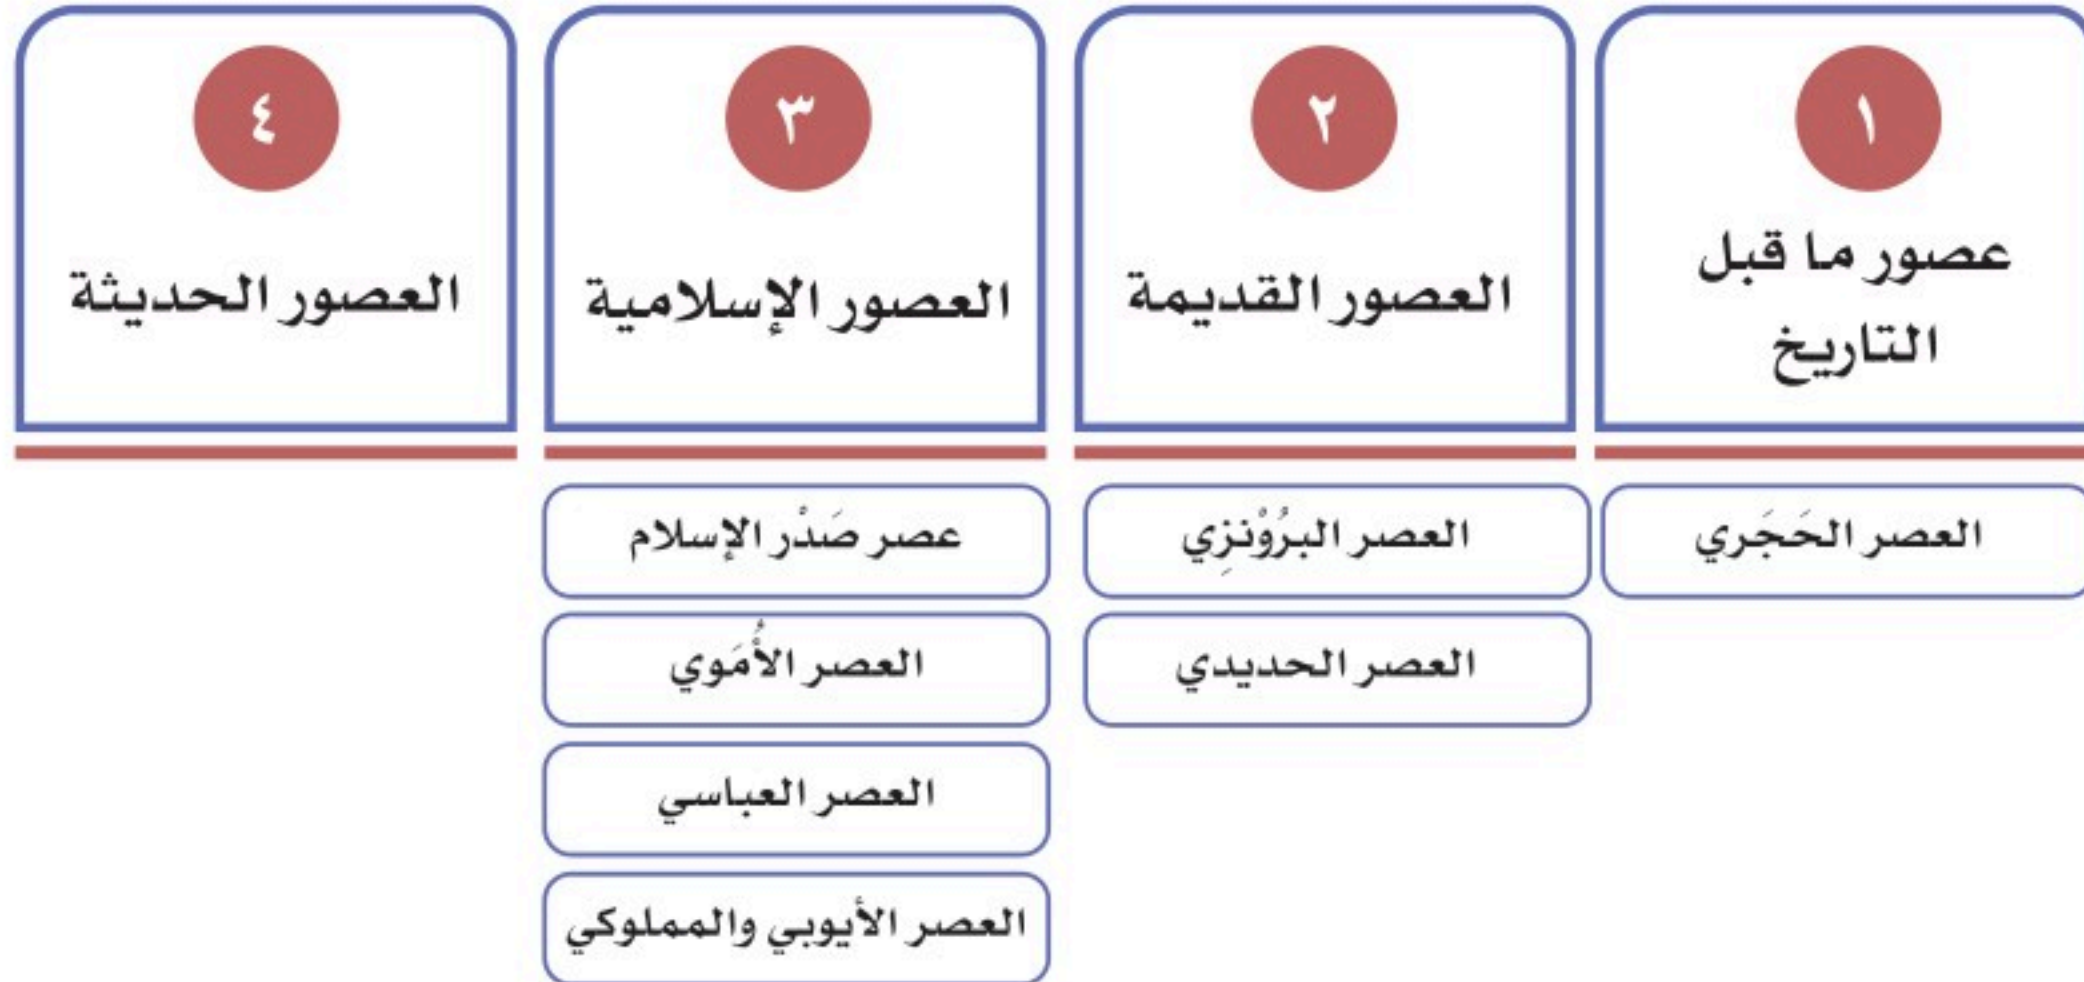 ١
عصور ما قبل
التاريخ
العصر الحَجَري
٢
العصور القديمة
العصر البرُوْنزِي
العصر الحديدي
٣
العصور الإسلامية
عصر صَدْر الإسلام
العصر الأُمَوي
العصر العباسي
العصر الأيوبي والمملوكي
٤
العصور الحديثة